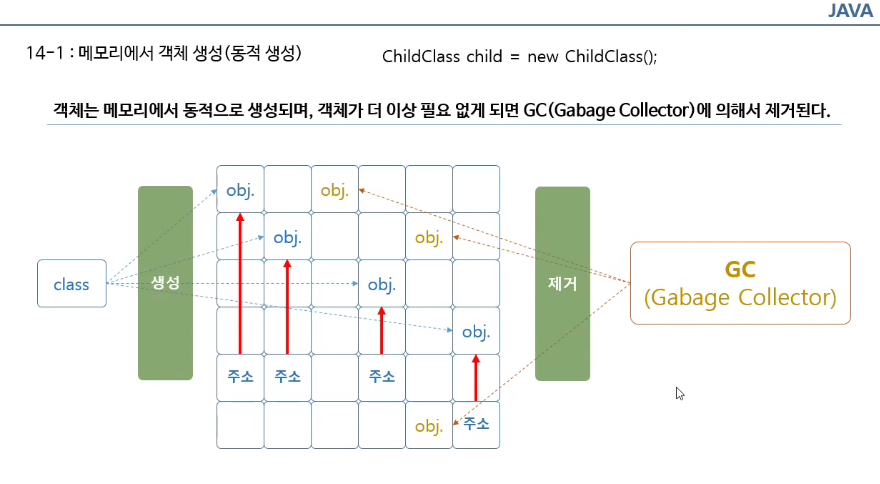 JAVA
14-1 : 메모리에서 객체 생성(동적 생성)
ChildClass child = new ChildClass();
객체는 메모리에서 동적으로 생성되며, 객체가 더 이상 필요 없게 되면 GC(Gabage Collector)에 의해서 제거된다.
obj.
obj.
obj.
obj.
class
생성
obj.
제거
GC
(Gabage Collector)
obj.
주소
주소
주소
obj.
주소